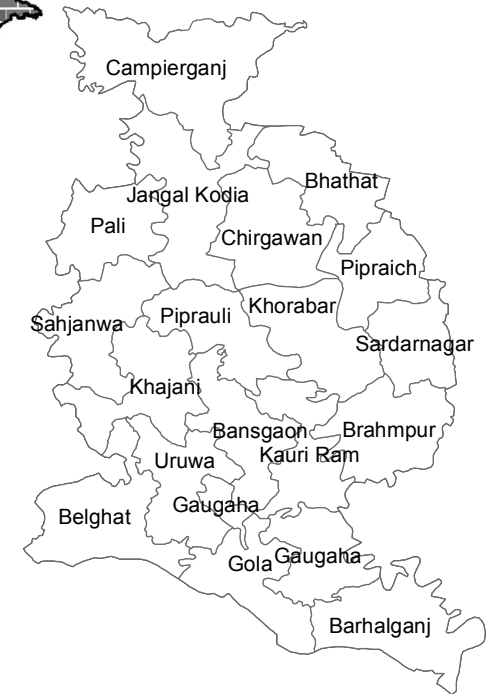 Campierganj
Bhathat
Jangal Kodia
Pali
Chirgawan
Pipraich
Khorabar
Piprauli
Sahjanwa
Sardarnagar
Khajani
Bansgaon
Brahmpur
Kauri Ram
Uruwa
Gaugaha
Belghat
Gola
Gaugaha
Barhalganj